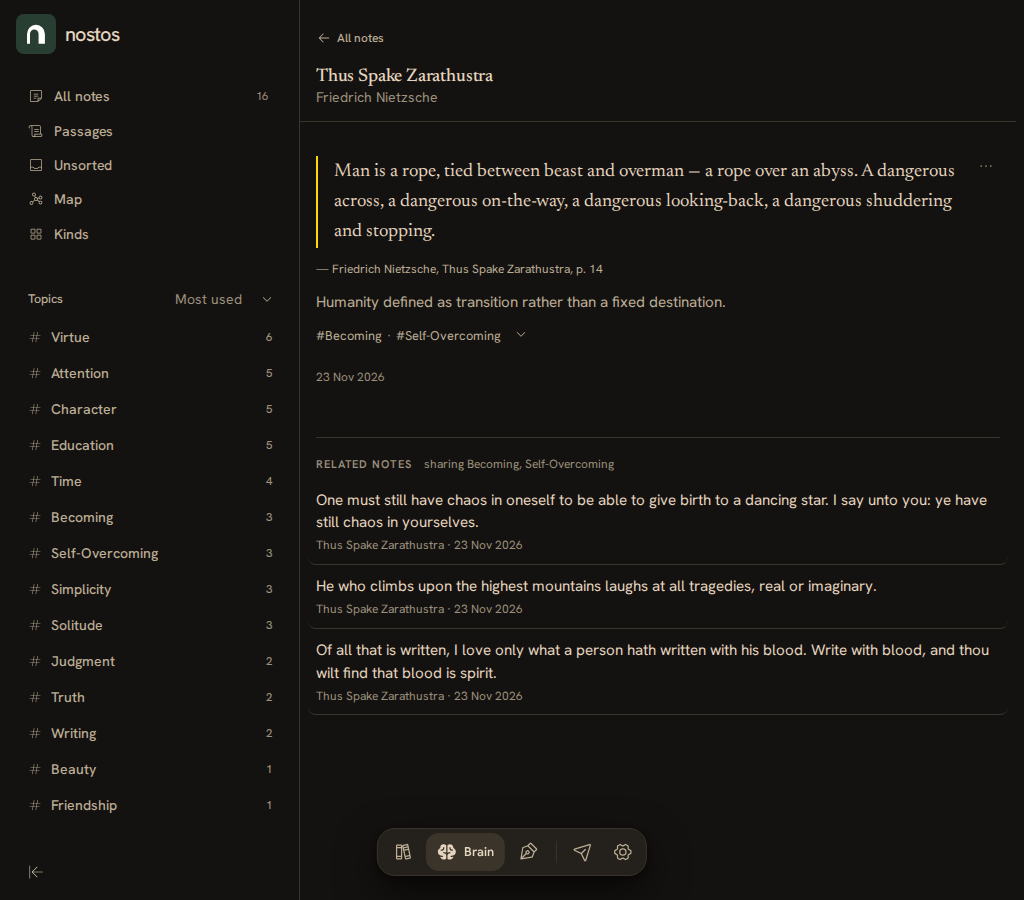 nostos
All notes 16
Passages
Unsorted
Map
Kinds
Topics Most used
# Virtue 6
# Attention 5
# Character 5
# Education 5
# Time 4
# Becoming 3
# Self-Overcoming 3
# Simplicity 3
# Solitude 3
# Judgment 2
# Truth 2
# Writing 2
# Beauty 1
# Friendship 1
← All notes
Thus Spake Zarathustra
Friedrich Nietzsche
Man is a rope, tied between beast and overman — a rope over an abyss. A dangerous
across, a dangerous on-the-way, a dangerous looking-back, a dangerous shuddering
and stopping.
— Friedrich Nietzsche, Thus Spake Zarathustra, p. 14
Humanity defined as transition rather than a fixed destination.
#Becoming · #Self-Overcoming
23 Nov 2026
RELATED NOTES sharing Becoming, Self-Overcoming
One must still have chaos in oneself to be able to give birth to a dancing star. I say unto you: ye have
still chaos in yourselves.
Thus Spake Zarathustra · 23 Nov 2026
He who climbs upon the highest mountains laughs at all tragedies, real or imaginary.
Thus Spake Zarathustra · 23 Nov 2026
Of all that is written, I love only what a person hath written with his blood. Write with blood, and thou
wilt find that blood is spirit.
Thus Spake Zarathustra · 23 Nov 2026
Brain